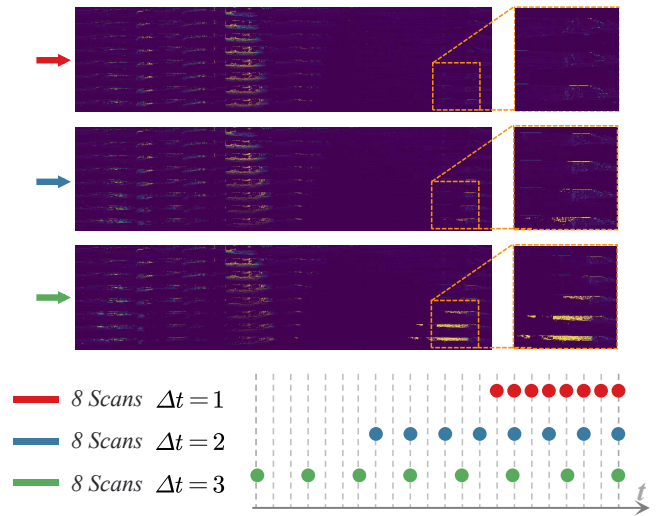 8 Scans Δt = 1
8 Scans Δt = 2
8 Scans Δt = 3
t